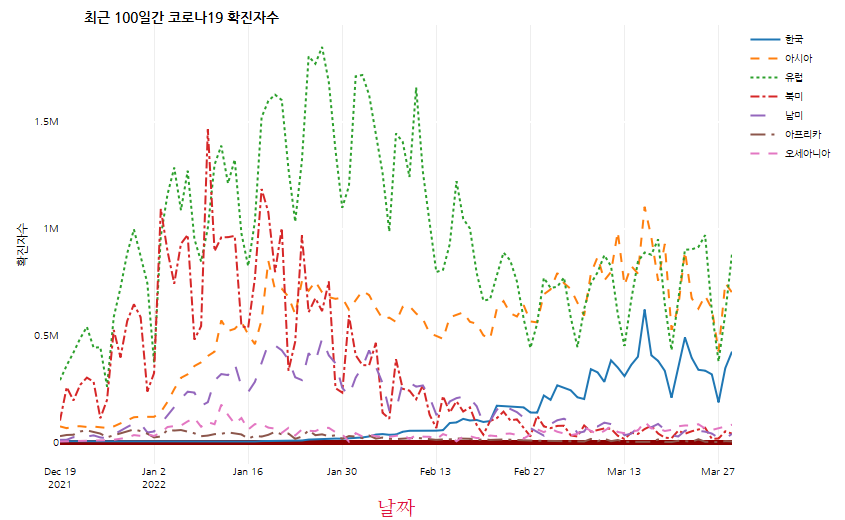 최근 100일간 코로나19 확진자수
한국
아시아
유럽
북미
남미
아프리카
오세아니아
확진자수
1.5M
1M
0.5M
0
Dec 19
2021
Jan 2
2022
Jan 16
Jan 30
Feb 13
Feb 27
Mar 13
Mar 27
날짜